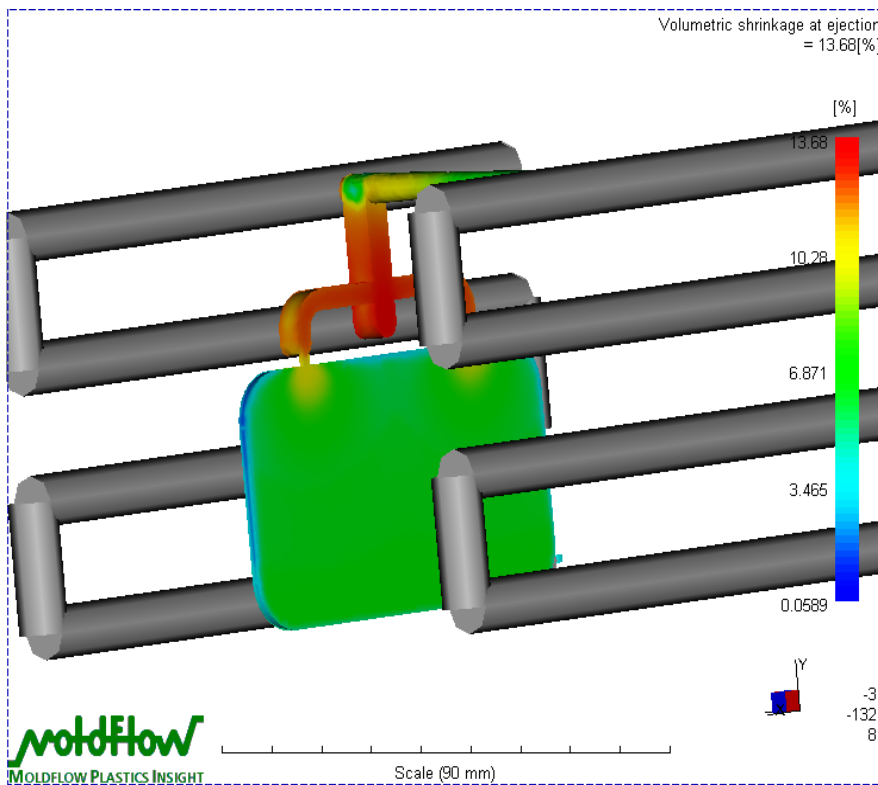 Volumetric shrinkage at ejection
= 13.68[%]
[%]
13.68
10.28
6.871
3.465
0.0589
Y
X
-3
-132
8
moldflow
MOLDFLOW PLASTICS INSIGHT
Scale (90 mm)